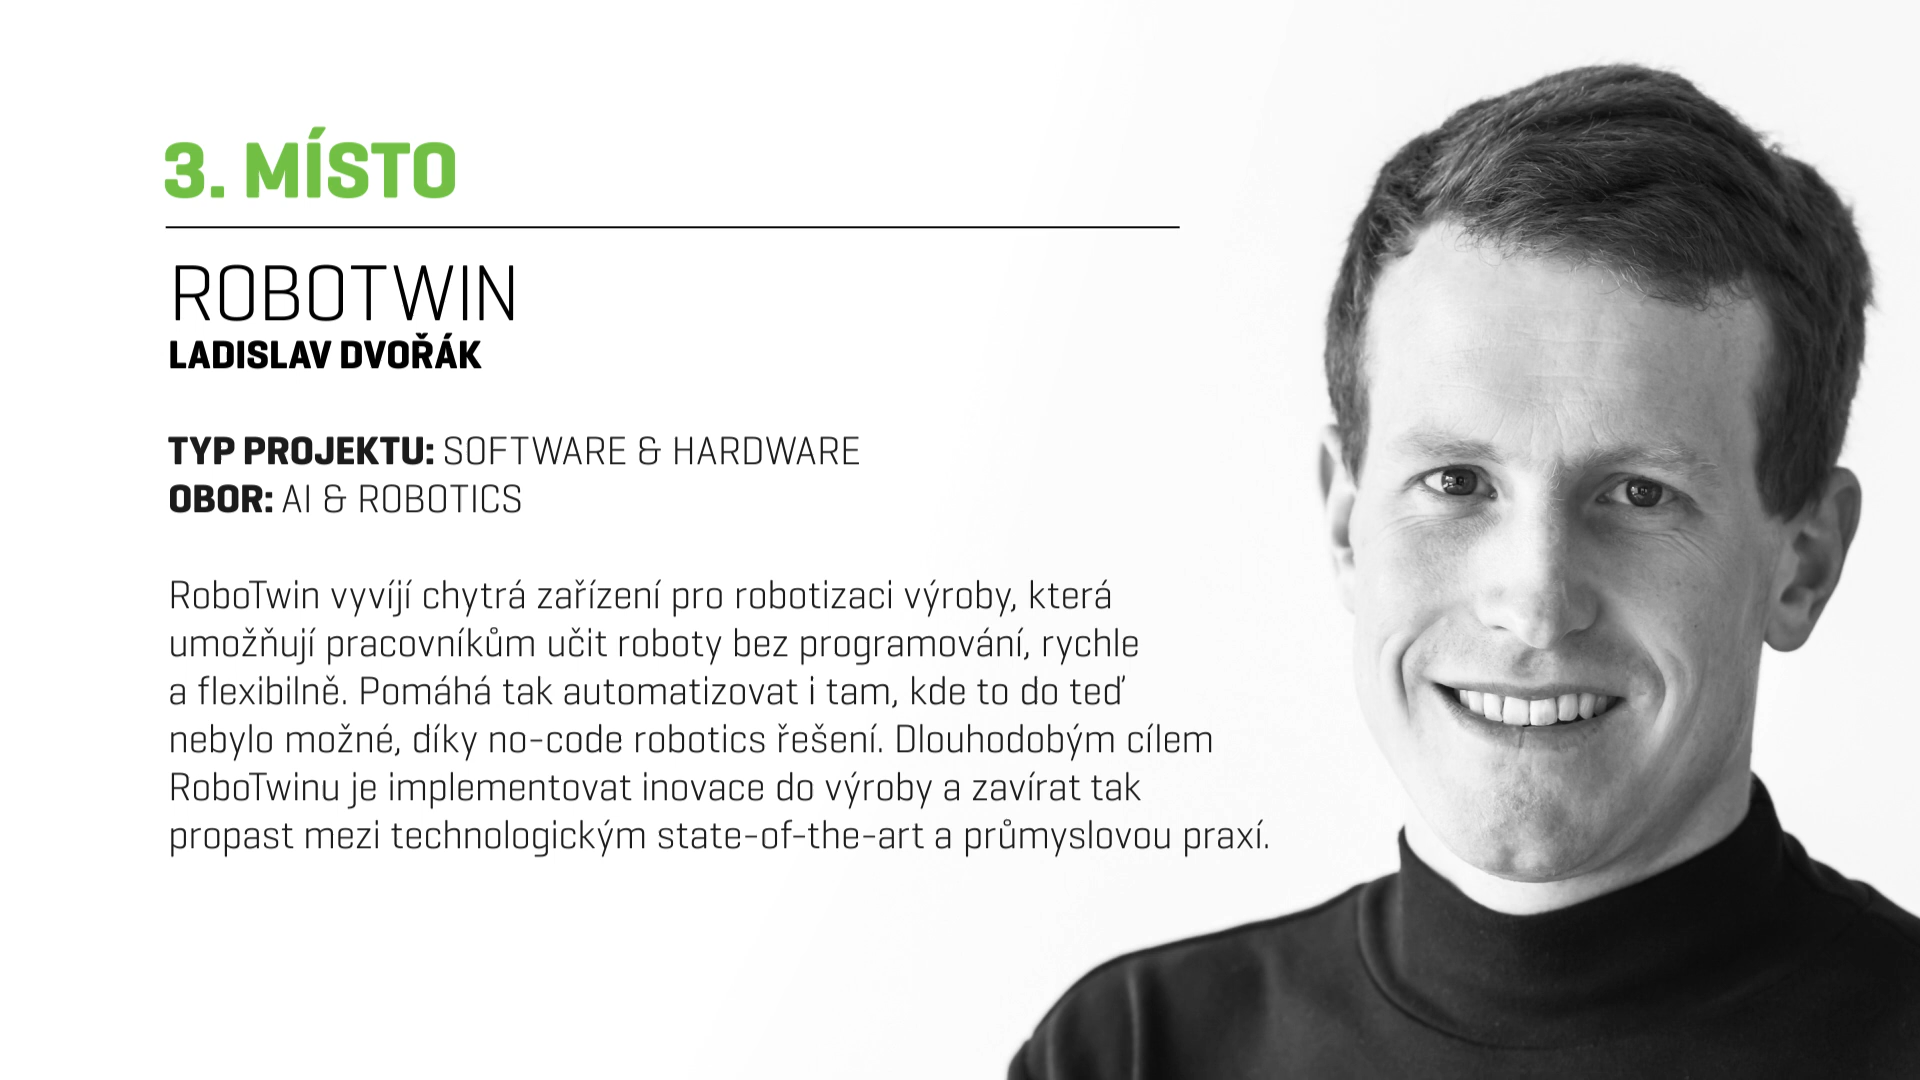 3. MÍSTO
ROBOTWIN
LADISLAV DVOŘÁK
TYP PROJEKTU: SOFTWARE & HARDWARE
OBOR: AI & ROBOTICS
RoboTwin vyvíjí chytrá zařízení pro robotizaci výroby, která
umožňují pracovníkům učit roboty bez programování, rychle
a flexibilně. Pomáhá tak automatizovat i tam, kde to do teď
nebylo možné, díky no-code robotics řešení. Dlouhodobým cílem
RoboTwinu je implementovat inovace do výroby a zavírat tak
propast mezi technologickým state-of-the-art a průmyslovou praxí.